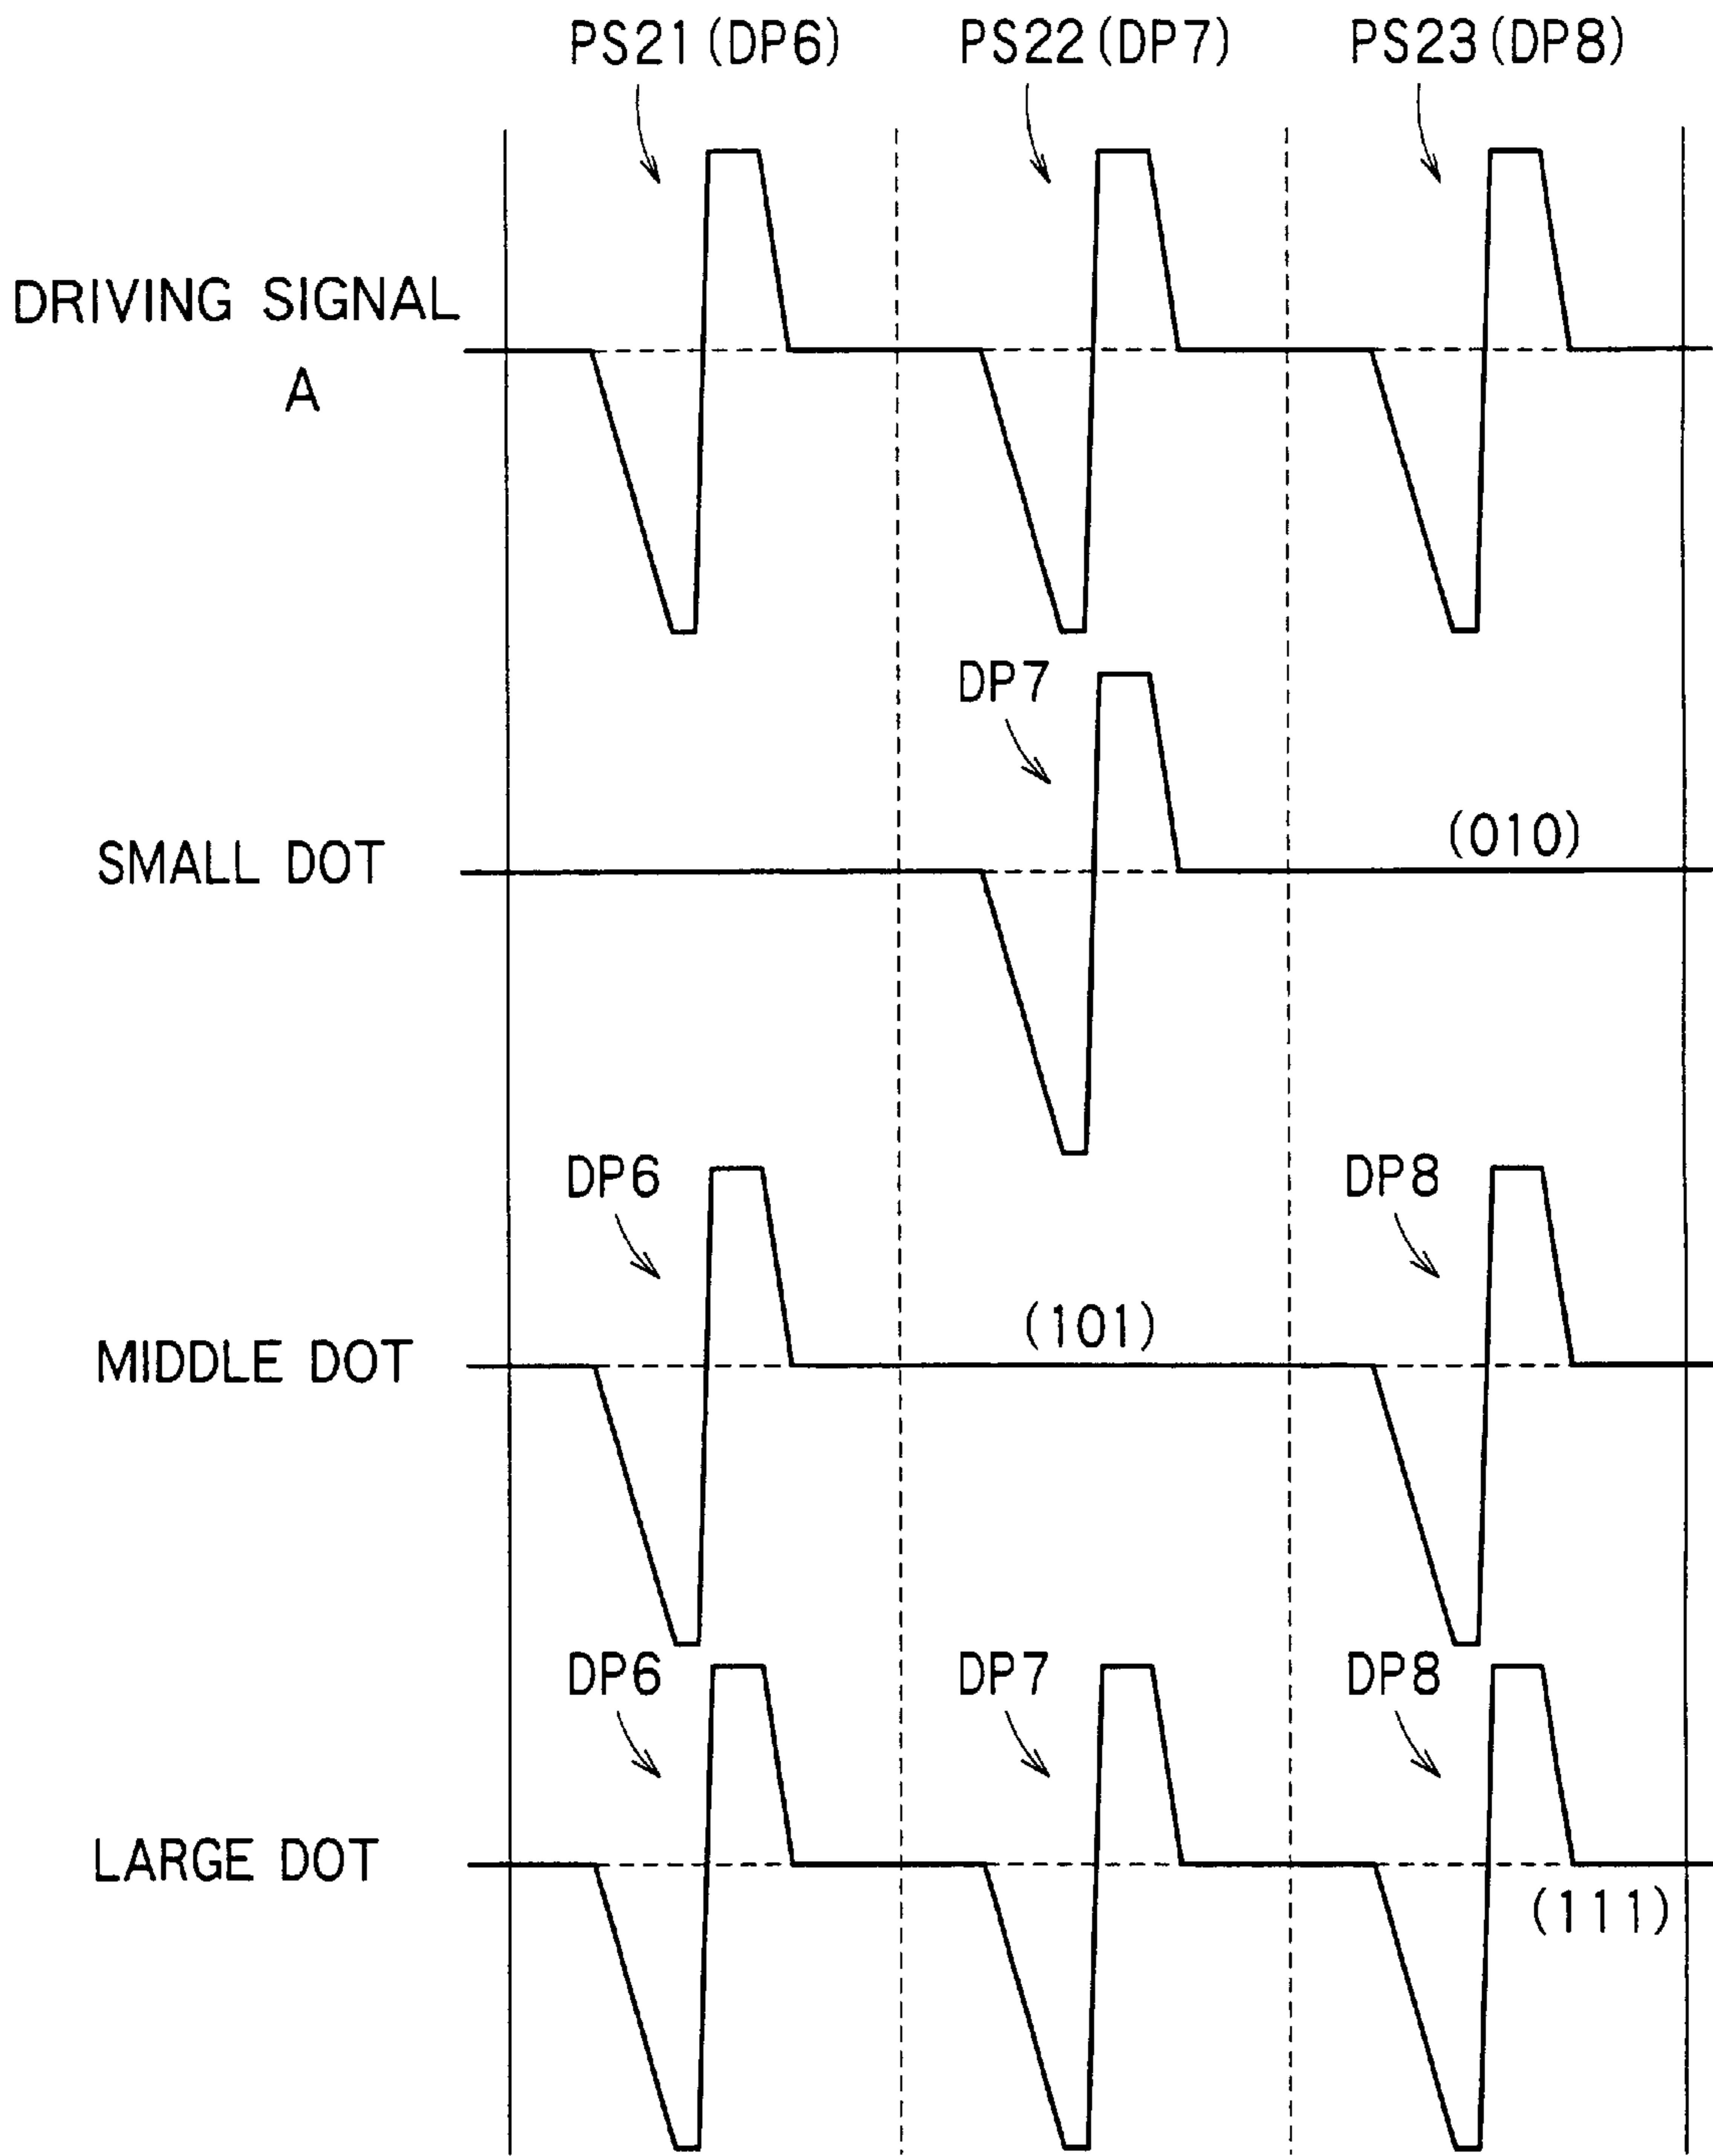 PS21(DP6) PS22(DP7) PS23(DP8)
DRIVING SIGNAL
A
DP7
SMALL DOT (010)
DP6 DP8
MIDDLE DOT (101)
DP6 DP7 DP8
LARGE DOT
(111)